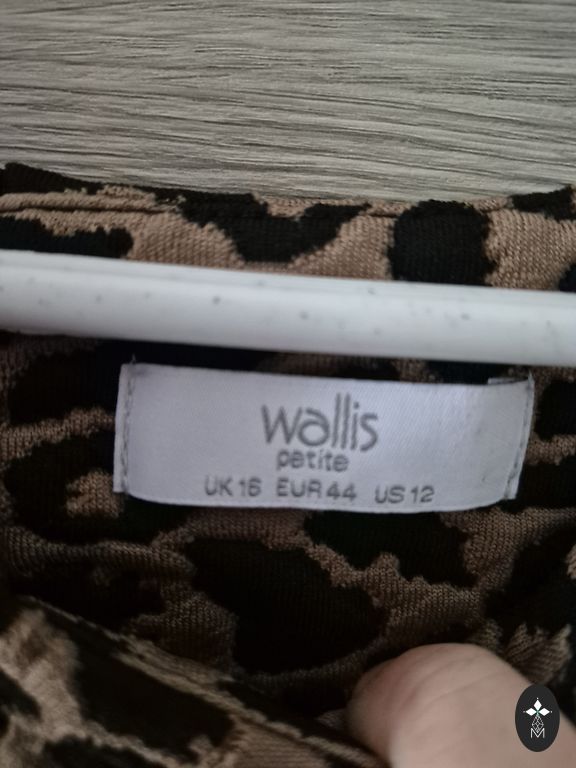 wallis
petite
UK 16 EUR 44 US 12
M